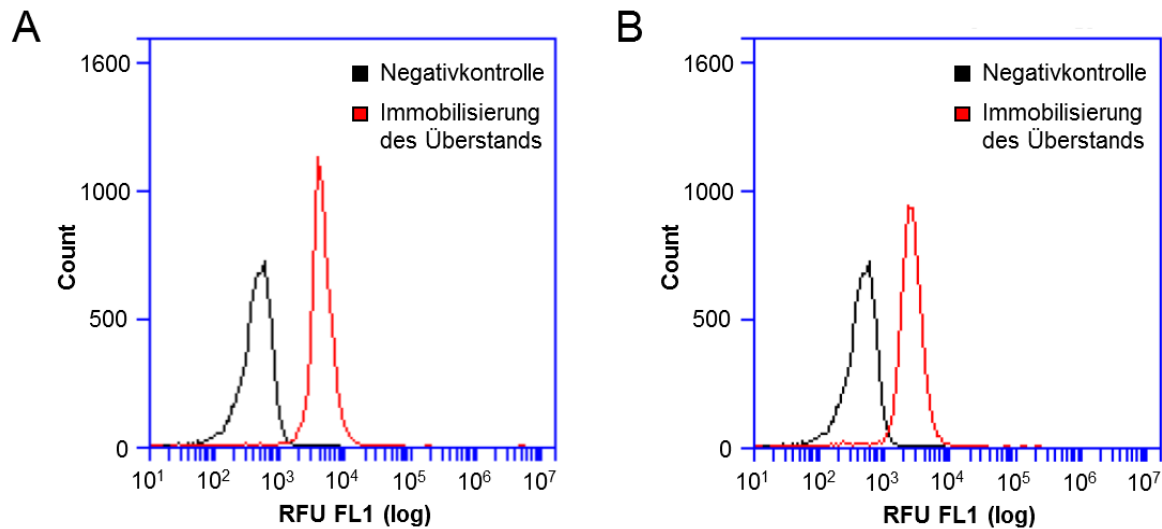 A
1600
1000
500
0
Count
Negativkontrolle
Immobilisierung
des Überstands
10¹ 10² 10³ 10⁴ 10⁵ 10⁶ 10⁷
RFU FL1 (log)
B
1600
1000
500
0
Count
Negativkontrolle
Immobilisierung
des Überstands
10¹ 10² 10³ 10⁴ 10⁵ 10⁶ 10⁷
RFU FL1 (log)